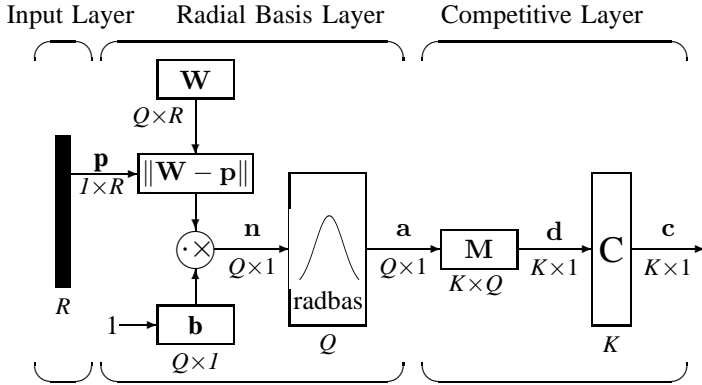 Input Layer Radial Basis Layer Competitive Layer
W
Q×R
p
1×R
‖W − p‖
· ×
n
Q×1
1
b
Q×1
radbas
Q
a
Q×1
M
K×Q
d
K×1
C
K
c
K×1
R